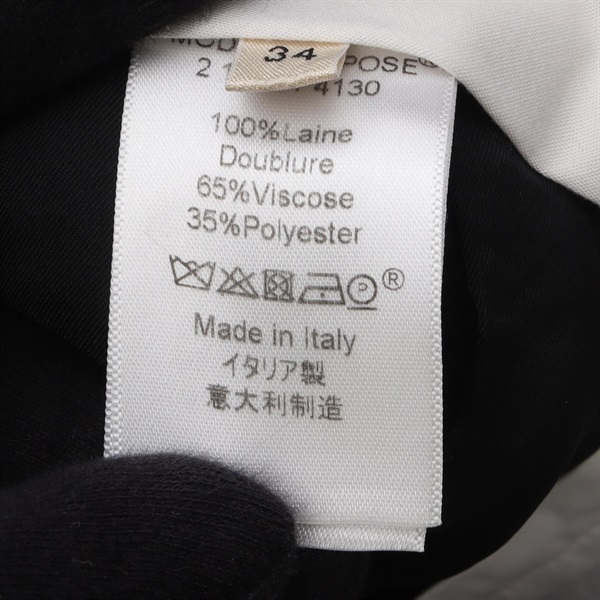 34
100%Laine
Doublure
65%Viscose
35%Polyester
®
Made in Italy
イタリア製
意大利制造